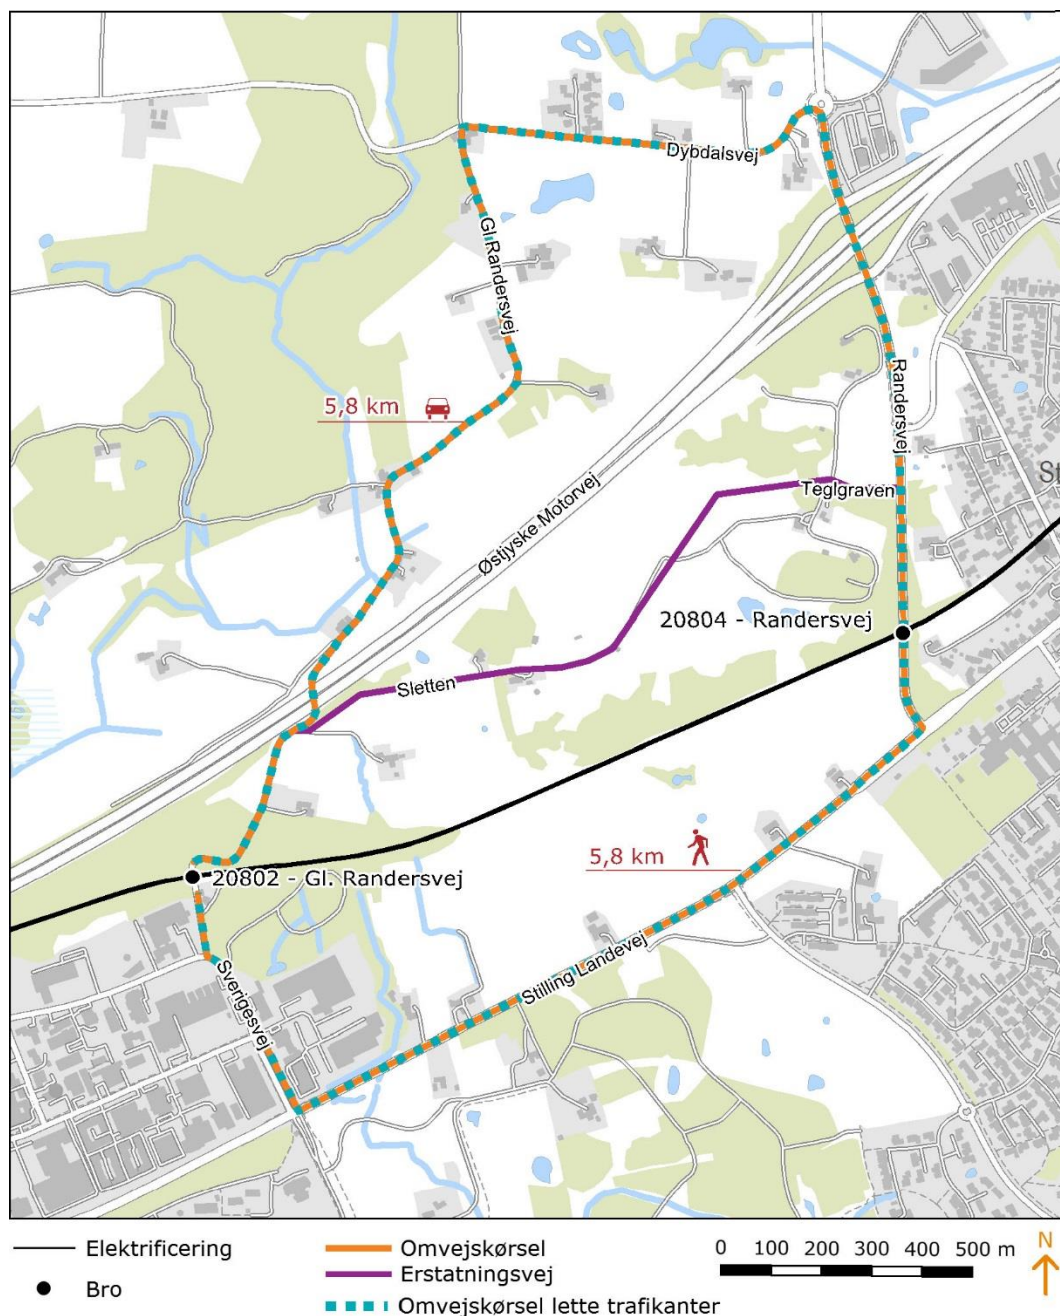 Dybdalsvej
Gl Randersvej
Randersvej
5,8 km
St
Østjyske Motorvej
Teglgraven
20804 - Randersvej
Sletten
5,8 km
20802 - Gl. Randersvej
Stilling Landevej
Sverigesvej
Elektrificering
Bro
Omvejskørsel
Erstatningsvej
Omvejskørsel lette trafikanter
0 100 200 300 400 500 m
N